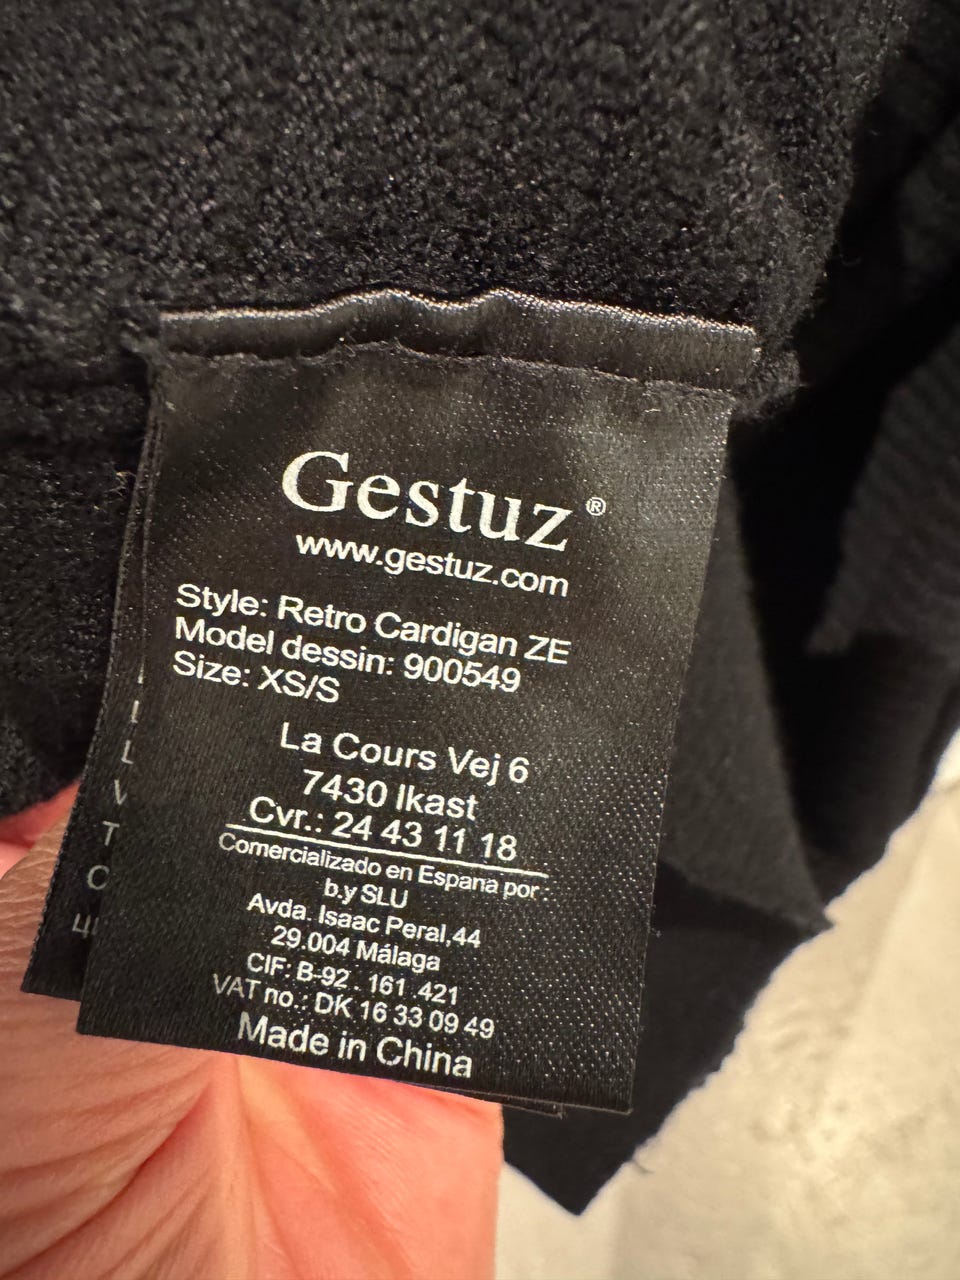 Gestuz®
www.gestuz.com
Style: Retro Cardigan ZE
Model dessin: 900549
Size: XS/S
La Cours Vej 6
7430 Ikast
Cvr.: 24 43 11 18
Comercializado en Espana por :
b.y SLU
Avda. Isaac Peral,44
29.004 Málaga
CIF: B-92 . 161 421
VAT no.: DK 16 33 09 49
Made in China